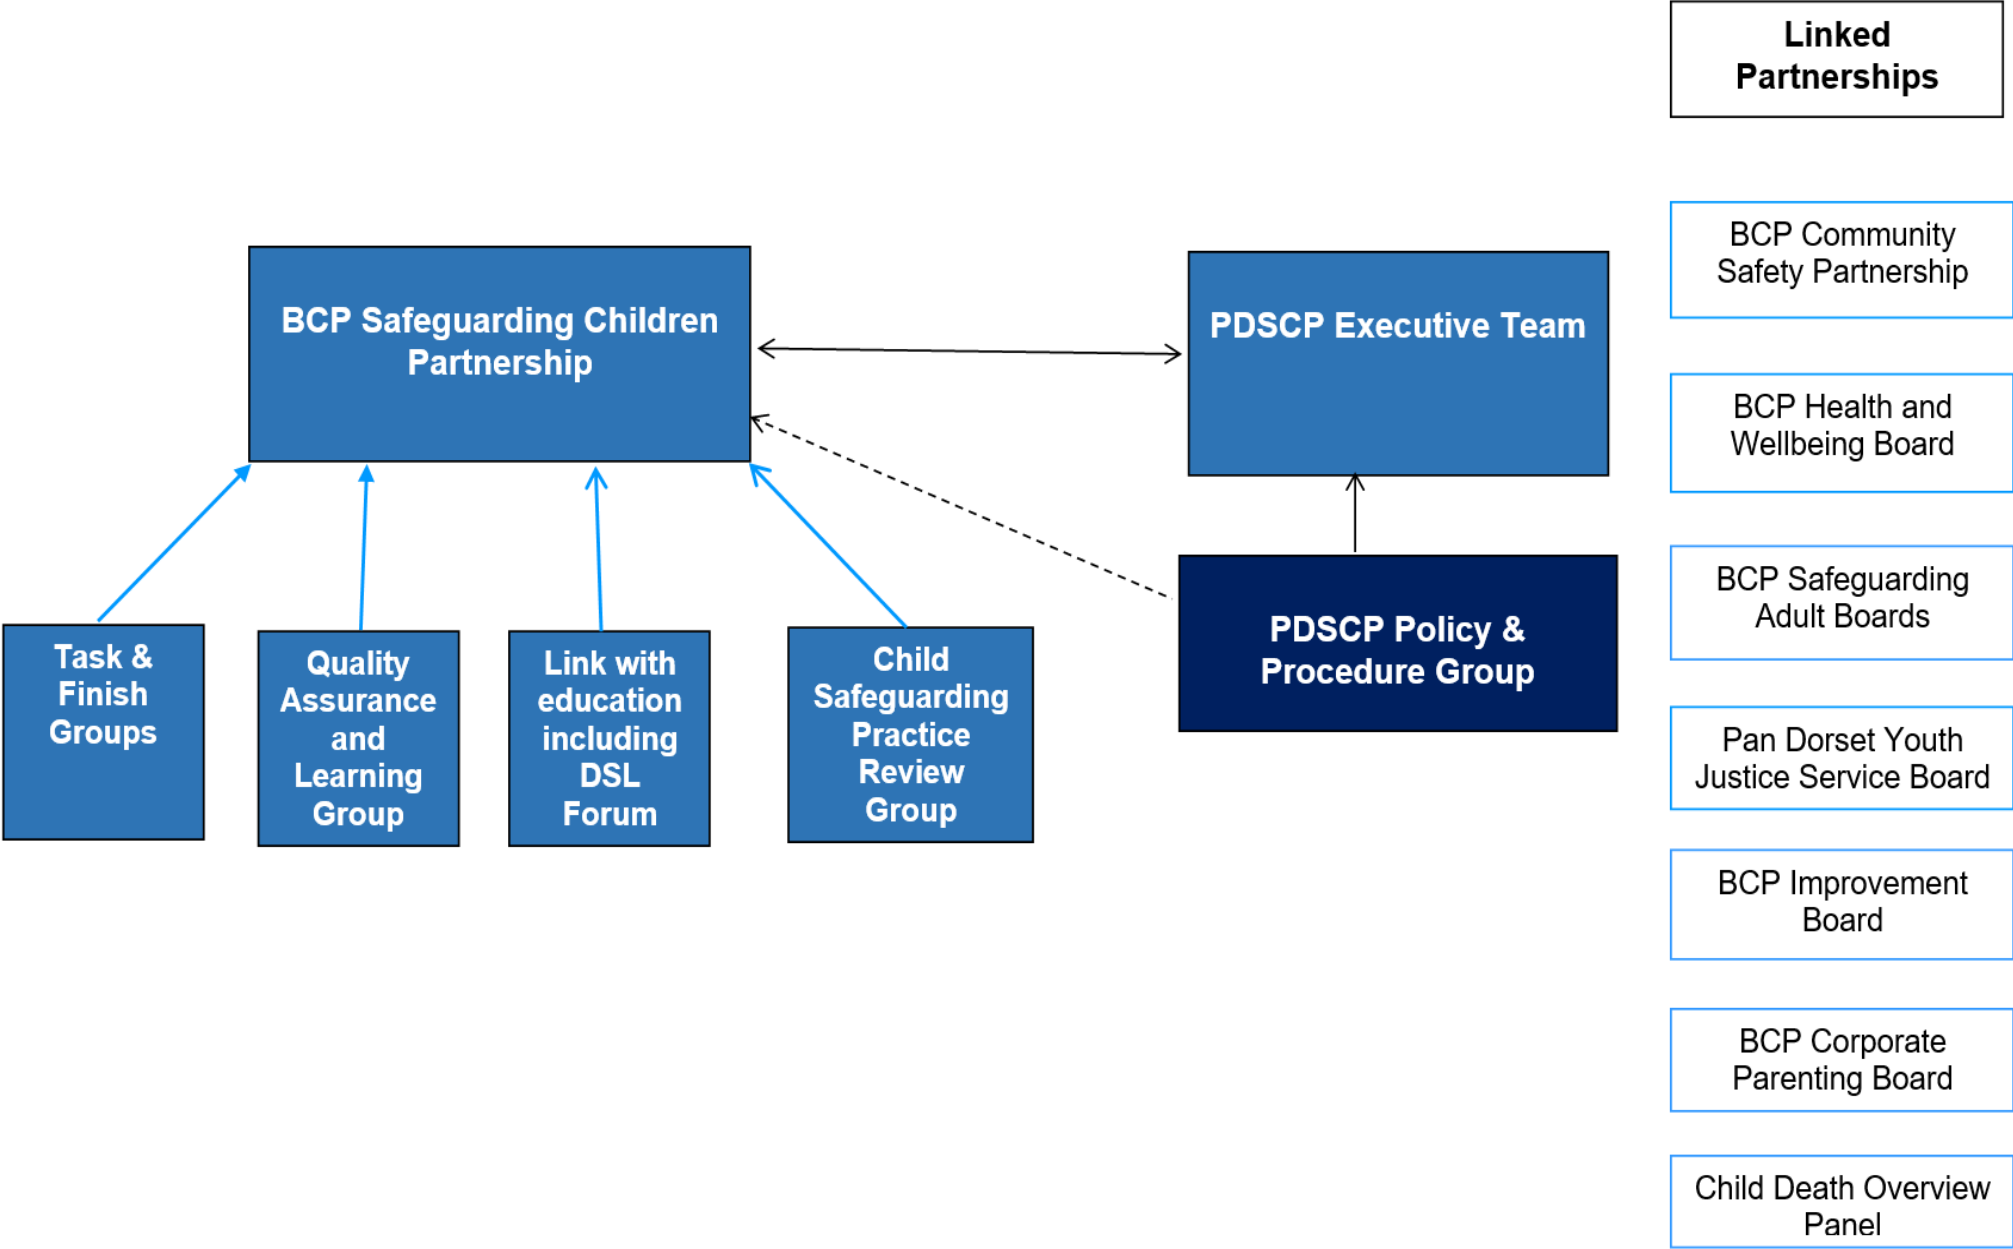 Linked
Partnerships
BCP Safeguarding Children
Partnership
PDSCP Executive Team
PDSCP Policy &
Procedure Group
Task &
Finish
Groups
Quality
Assurance
and
Learning
Group
Link with
education
including
DSL
Forum
Child
Safeguarding
Practice
Review
Group
BCP Community
Safety Partnership
BCP Health and
Wellbeing Board
BCP Safeguarding
Adult Boards
Pan Dorset Youth
Justice Service Board
BCP Improvement
Board
BCP Corporate
Parenting Board
Child Death Overview
Panel